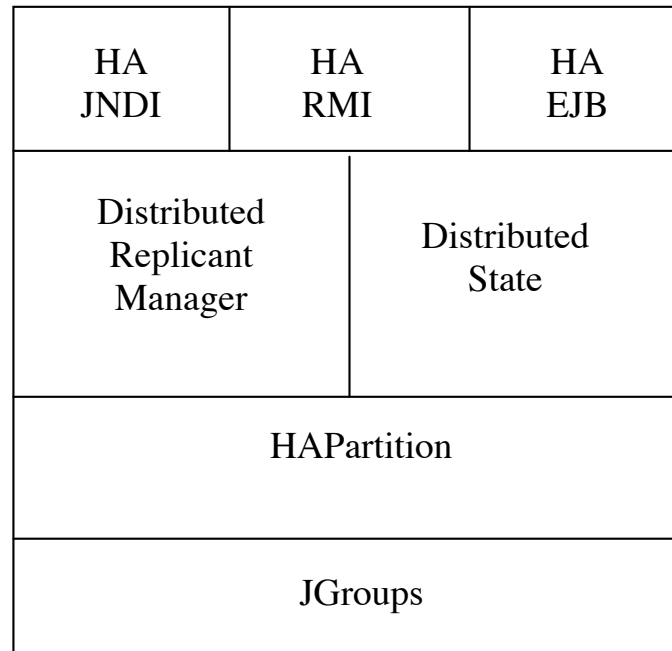 HA
JNDI
HA
RMI
HA
EJB
Distributed
Replicant
Manager
Distributed
State
HAPartition
JGroups